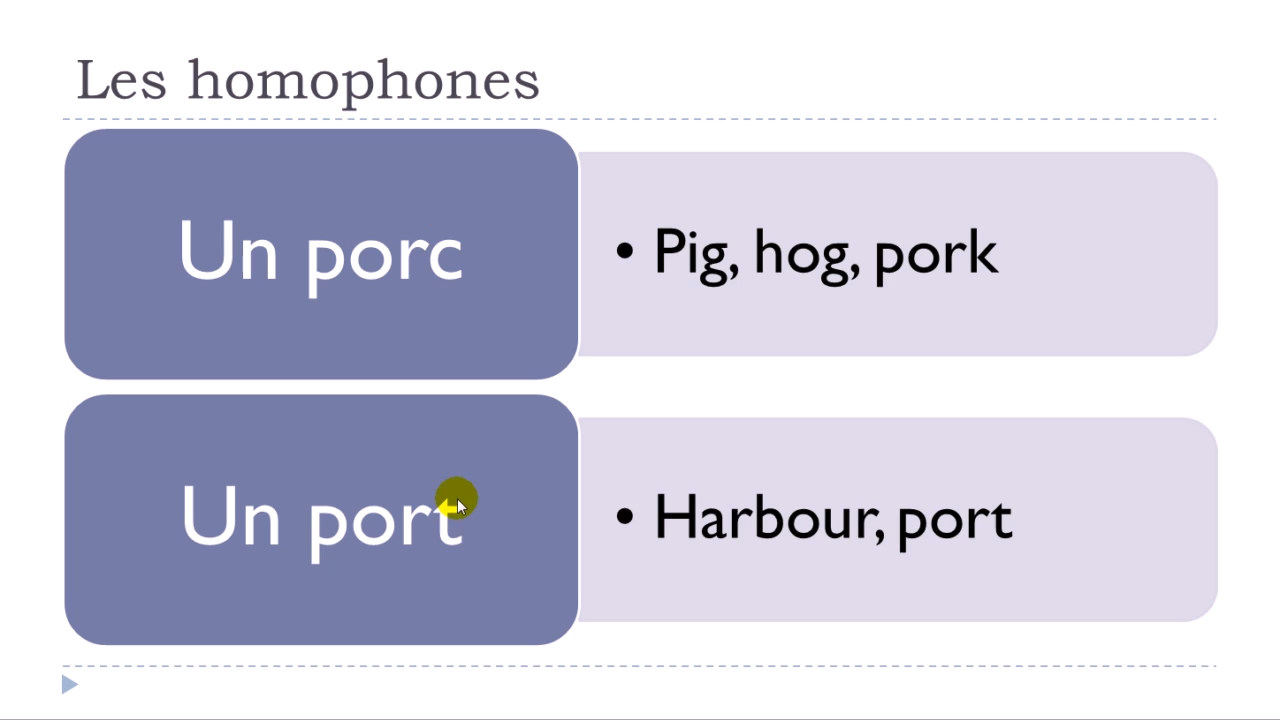 Les homophones
Un porc
• Pig, hog, pork
Un port
• Harbour, port